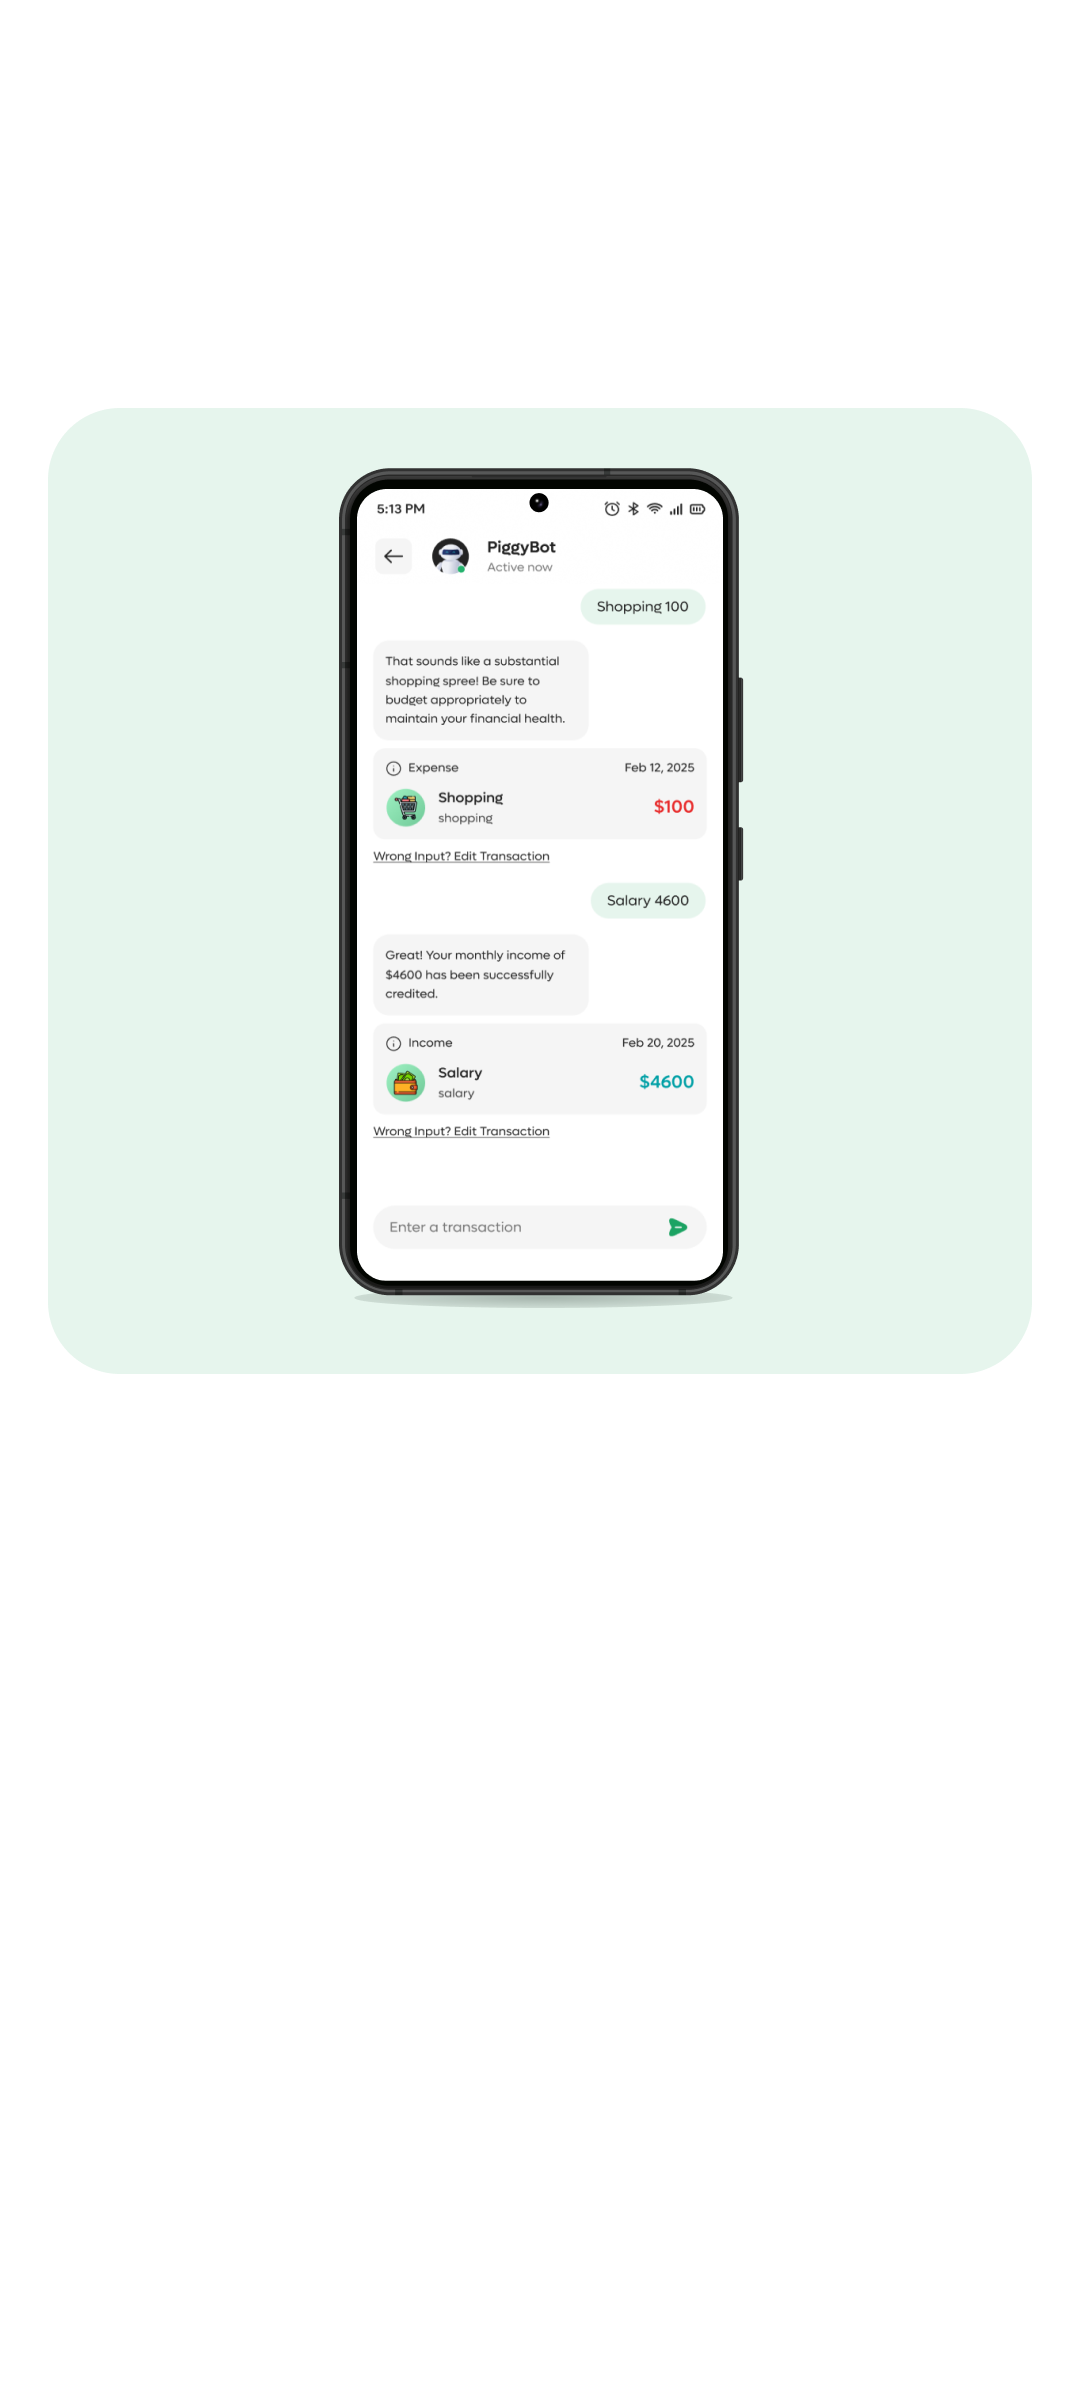 5:13 PM
PiggyBot
Active now
Shopping 100
That sounds like a substantial
shopping spree! Be sure to
budget appropriately to
maintain your financial health.
Expense Feb 12, 2025
Shopping
shopping
$100
Wrong Input? Edit Transaction
Salary 4600
Great! Your monthly income of
$4600 has been successfully
credited.
Income Feb 20, 2025
Salary
salary
$4600
Wrong Input? Edit Transaction
Enter a transaction